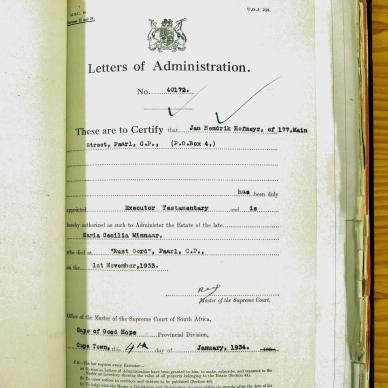 U.D.J. 238.
Letters of Administration.
No. 40172.
These are to Certify that Jan Hendrik Hofmeyr, of 177, Main
Street, Paarl, C.P., (P.O.Box 4,)
has been duly
appointed Executor Testamentary and is
hereby authorized as such to Administer the Estate of the late
Maria Cecilia Minnaar,
who died at "Rust Oord", Paarl, C.P.,
on the 1st November, 1933.
Master of the Supreme Court.
Office of the Master of the Supreme Court of South Africa,
Cape of Good Hope Provincial Division,
Cape Town, this 4th day of January, 1934.